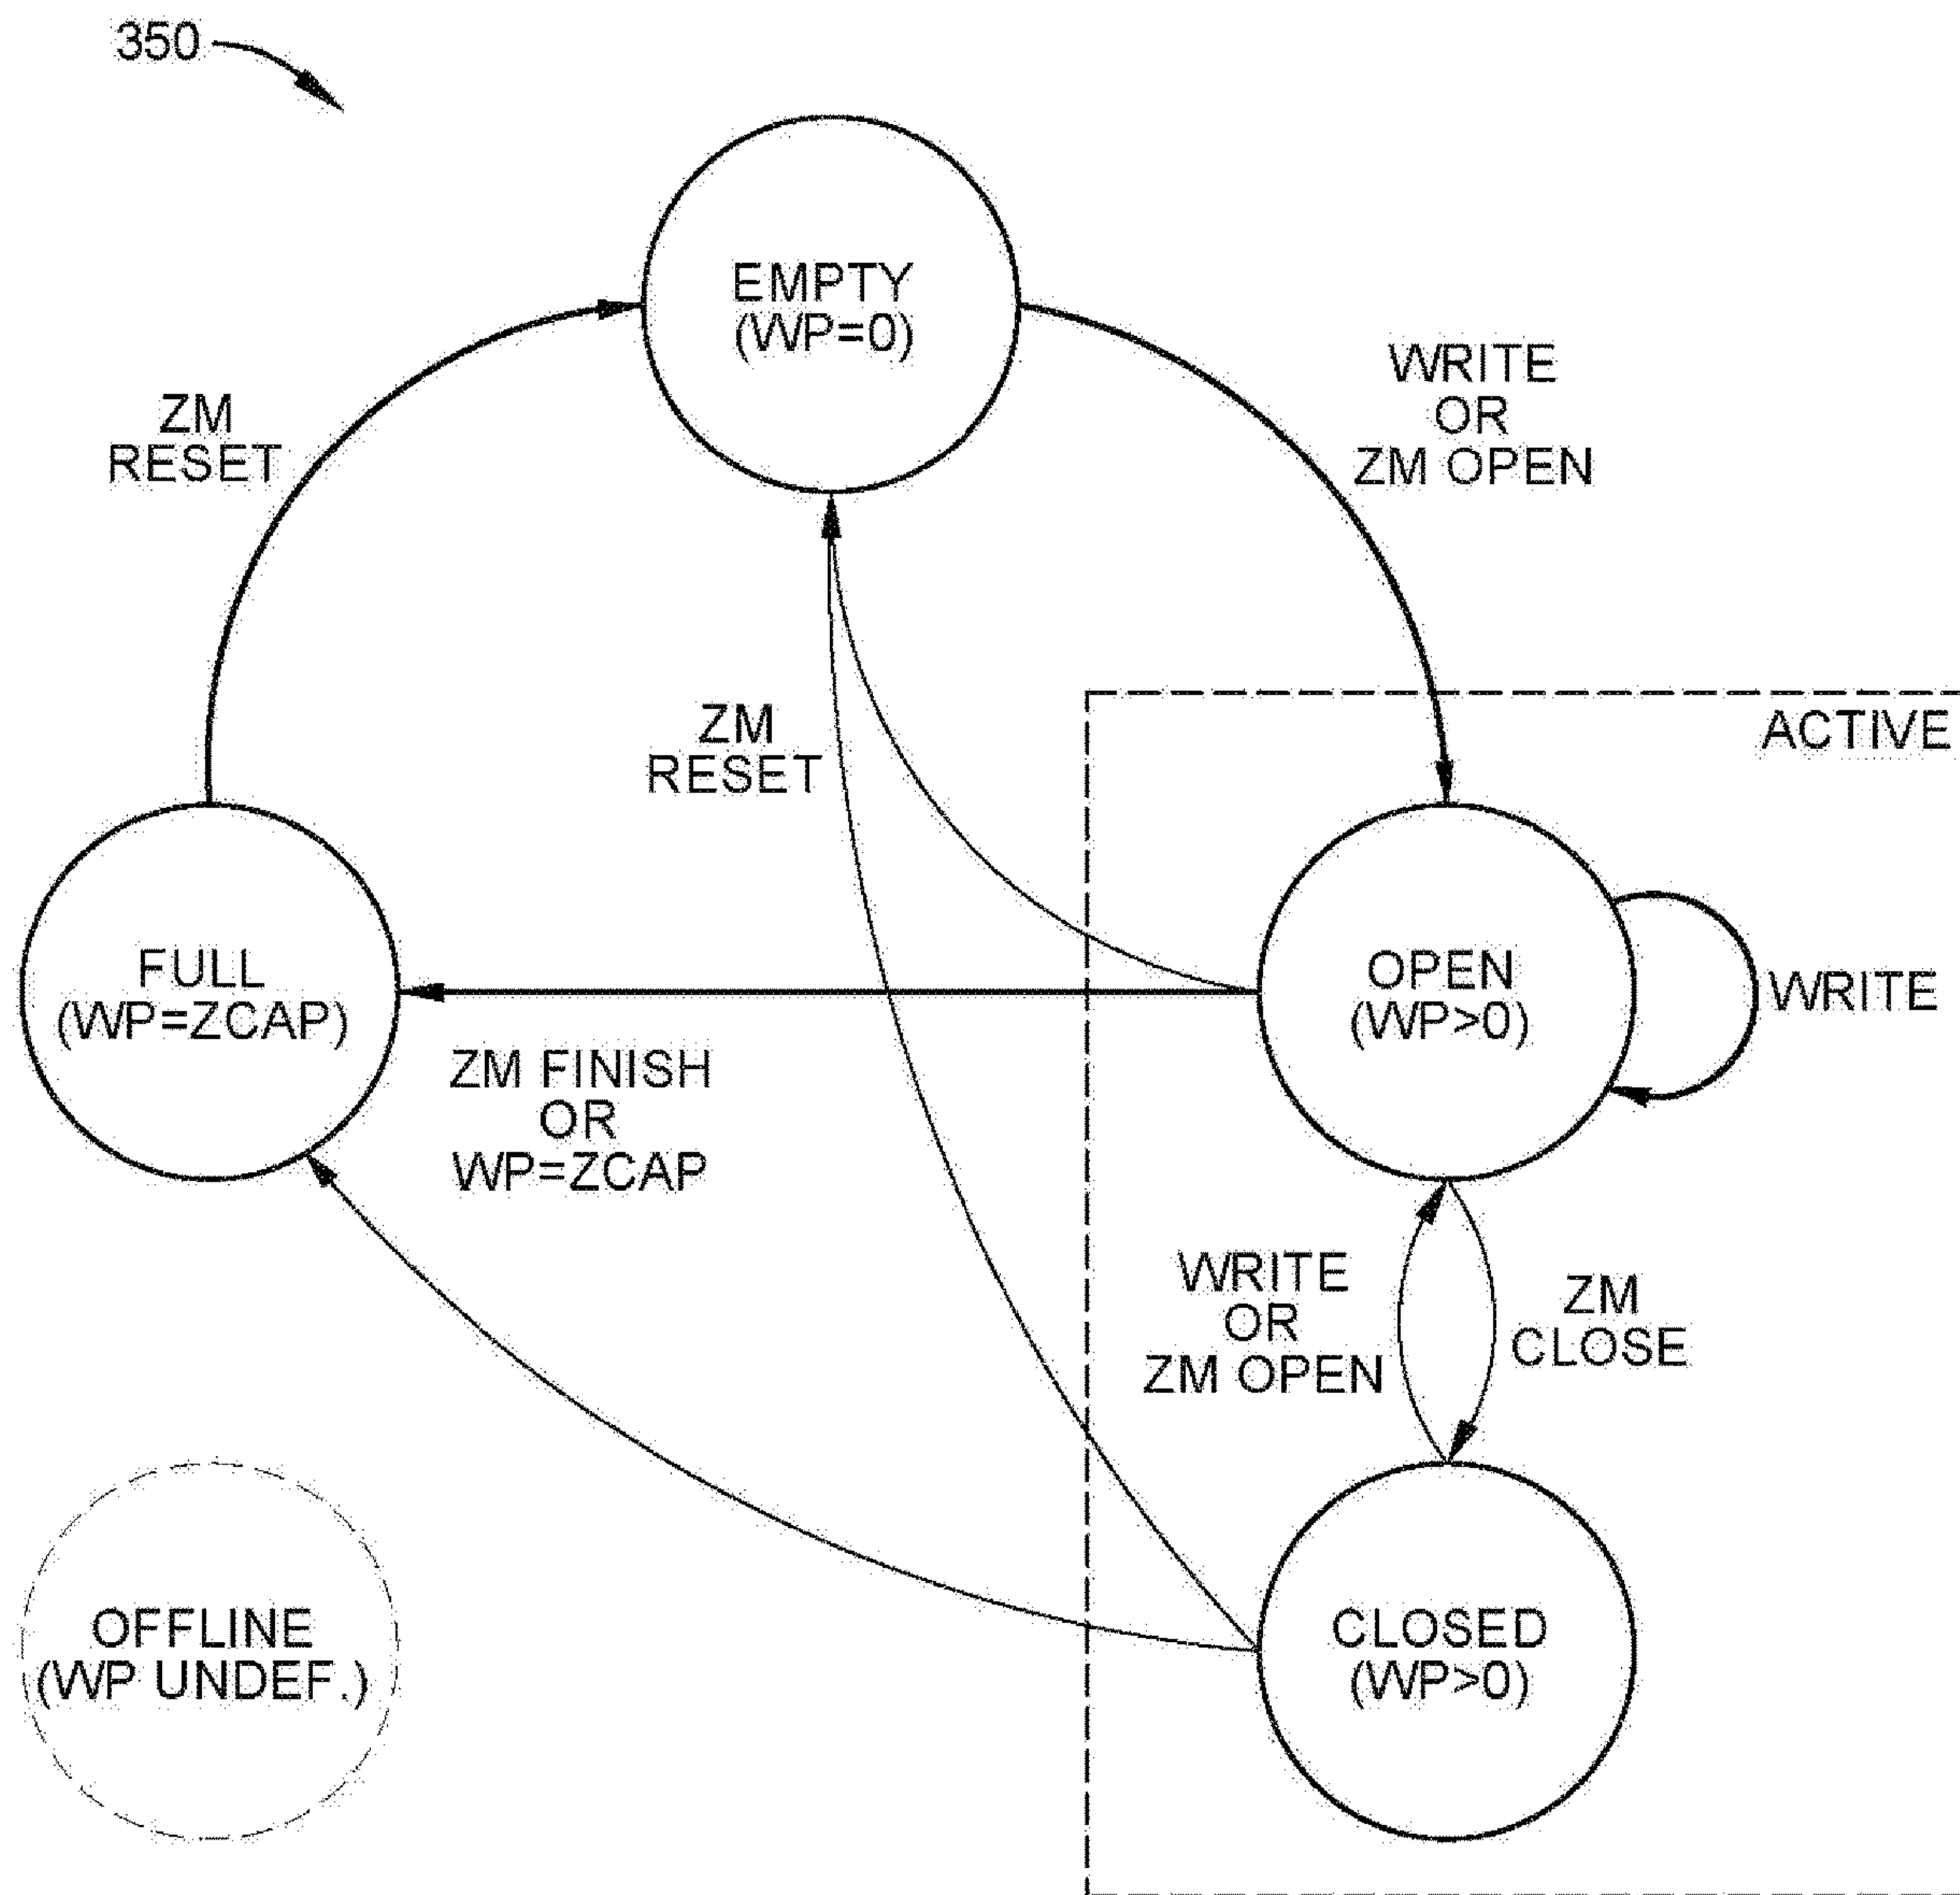 350
EMPTY
(WP=0)
WRITE
OR
ZM OPEN
ZM
RESET
ZM
RESET
ACTIVE
FULL
(WP=ZCAP)
OPEN
(WP>0)
WRITE
ZM FINISH
OR
WP=ZCAP
WRITE
OR
ZM OPEN
ZM
CLOSE
OFFLINE
(WP UNDEF.)
CLOSED
(WP>0)